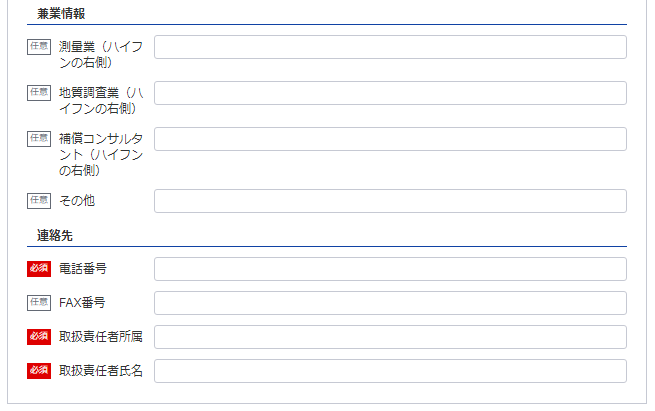 兼業情報
任意 測量業（ハイフ
ンの右側）
任意 地質調査業（ハ
イフンの右側）
任意 補償コンサルタ
ント（ハイフン
の右側）
任意 その他
連絡先
必須 電話番号
任意 FAX番号
必須 取扱責任者所属
必須 取扱責任者氏名